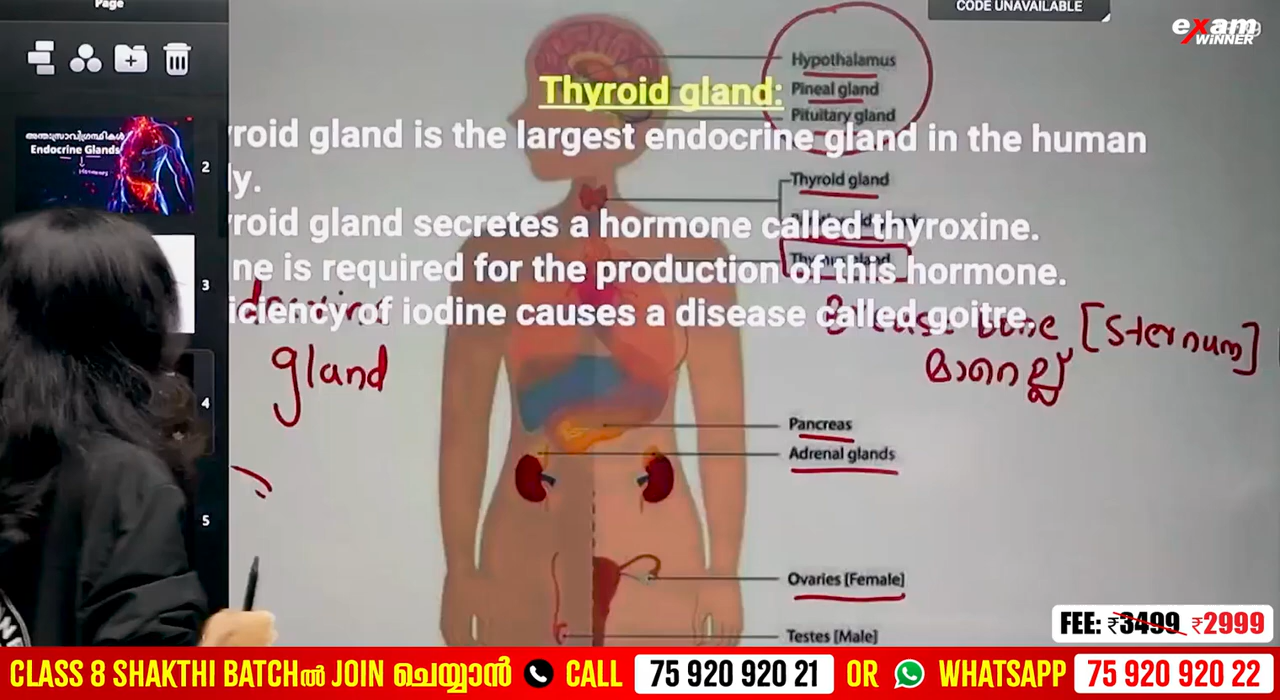 Page
CODE UNAVAILABLE
exam
WiNNER
അന്തഃസ്രാവിഗ്രന്ഥികൾ
Endocrine Glands
2
3
4
5
Hypothalamus
Pineal gland
Pituitary gland
Thyroid gland:
roid gland is the largest endocrine gland in the human
ly.
Thyroid gland
roid gland secretes a hormone called thyroxine.
ne is required for the production of this hormone.
iciency of iodine causes a disease called goitre.
bone [Sternum]
gland
Pancreas
Adrenal glands
Ovaries [Female]
Testes [Male]
FEE: ₹3499 ₹2999
CLASS 8 SHAKTHI BATCHൽ JOIN ചെയ്യാൻ CALL 75 920 920 21 OR WHATSAPP 75 920 920 22